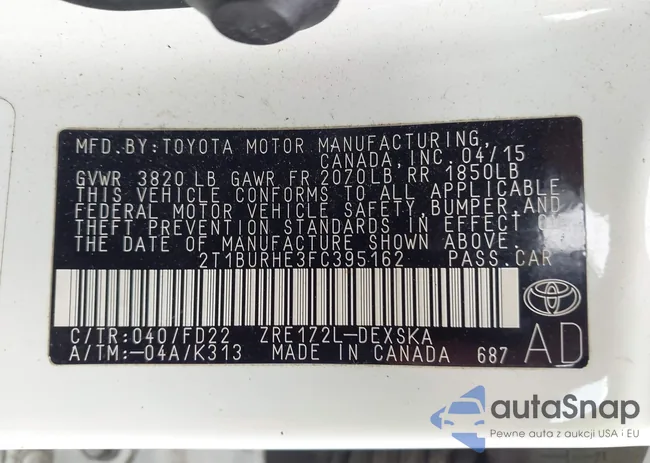 MFD.BY:TOYOTA MOTOR MANUFACTURING,
CANADA, INC. 04/15
GVWR 3820 LB GAWR FR 2070LB RR 1850LB
THIS VEHICLE CONFORMS TO ALL APPLICABLE
FEDERAL MOTOR VEHICLE SAFETY, BUMPER, AND
THEFT PREVENTION STANDARDS IN EFFECT ON
THE DATE OF MANUFACTURE SHOWN ABOVE.
2T1BURHE3FC395162 PASS.CAR
C/TR:040/FD22 ZRE172L-DEXSKA
A/TM:-04A/K313 MADE IN CANADA 687
AD
autoSnap
Pewne auta z aukcji USA i EU